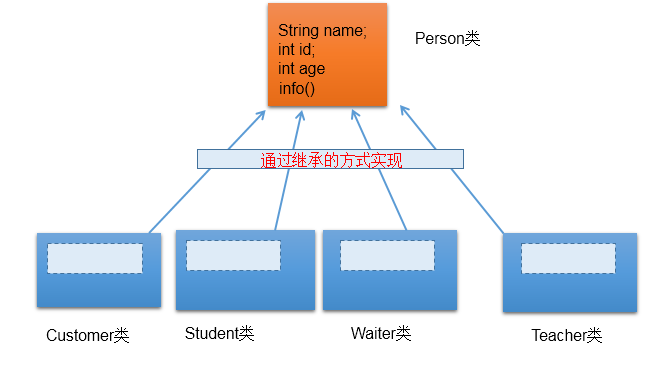 String name;
int id;
int age
info()
Person类
通过继承的方式实现
Customer类
Student类
Waiter类
Teacher类